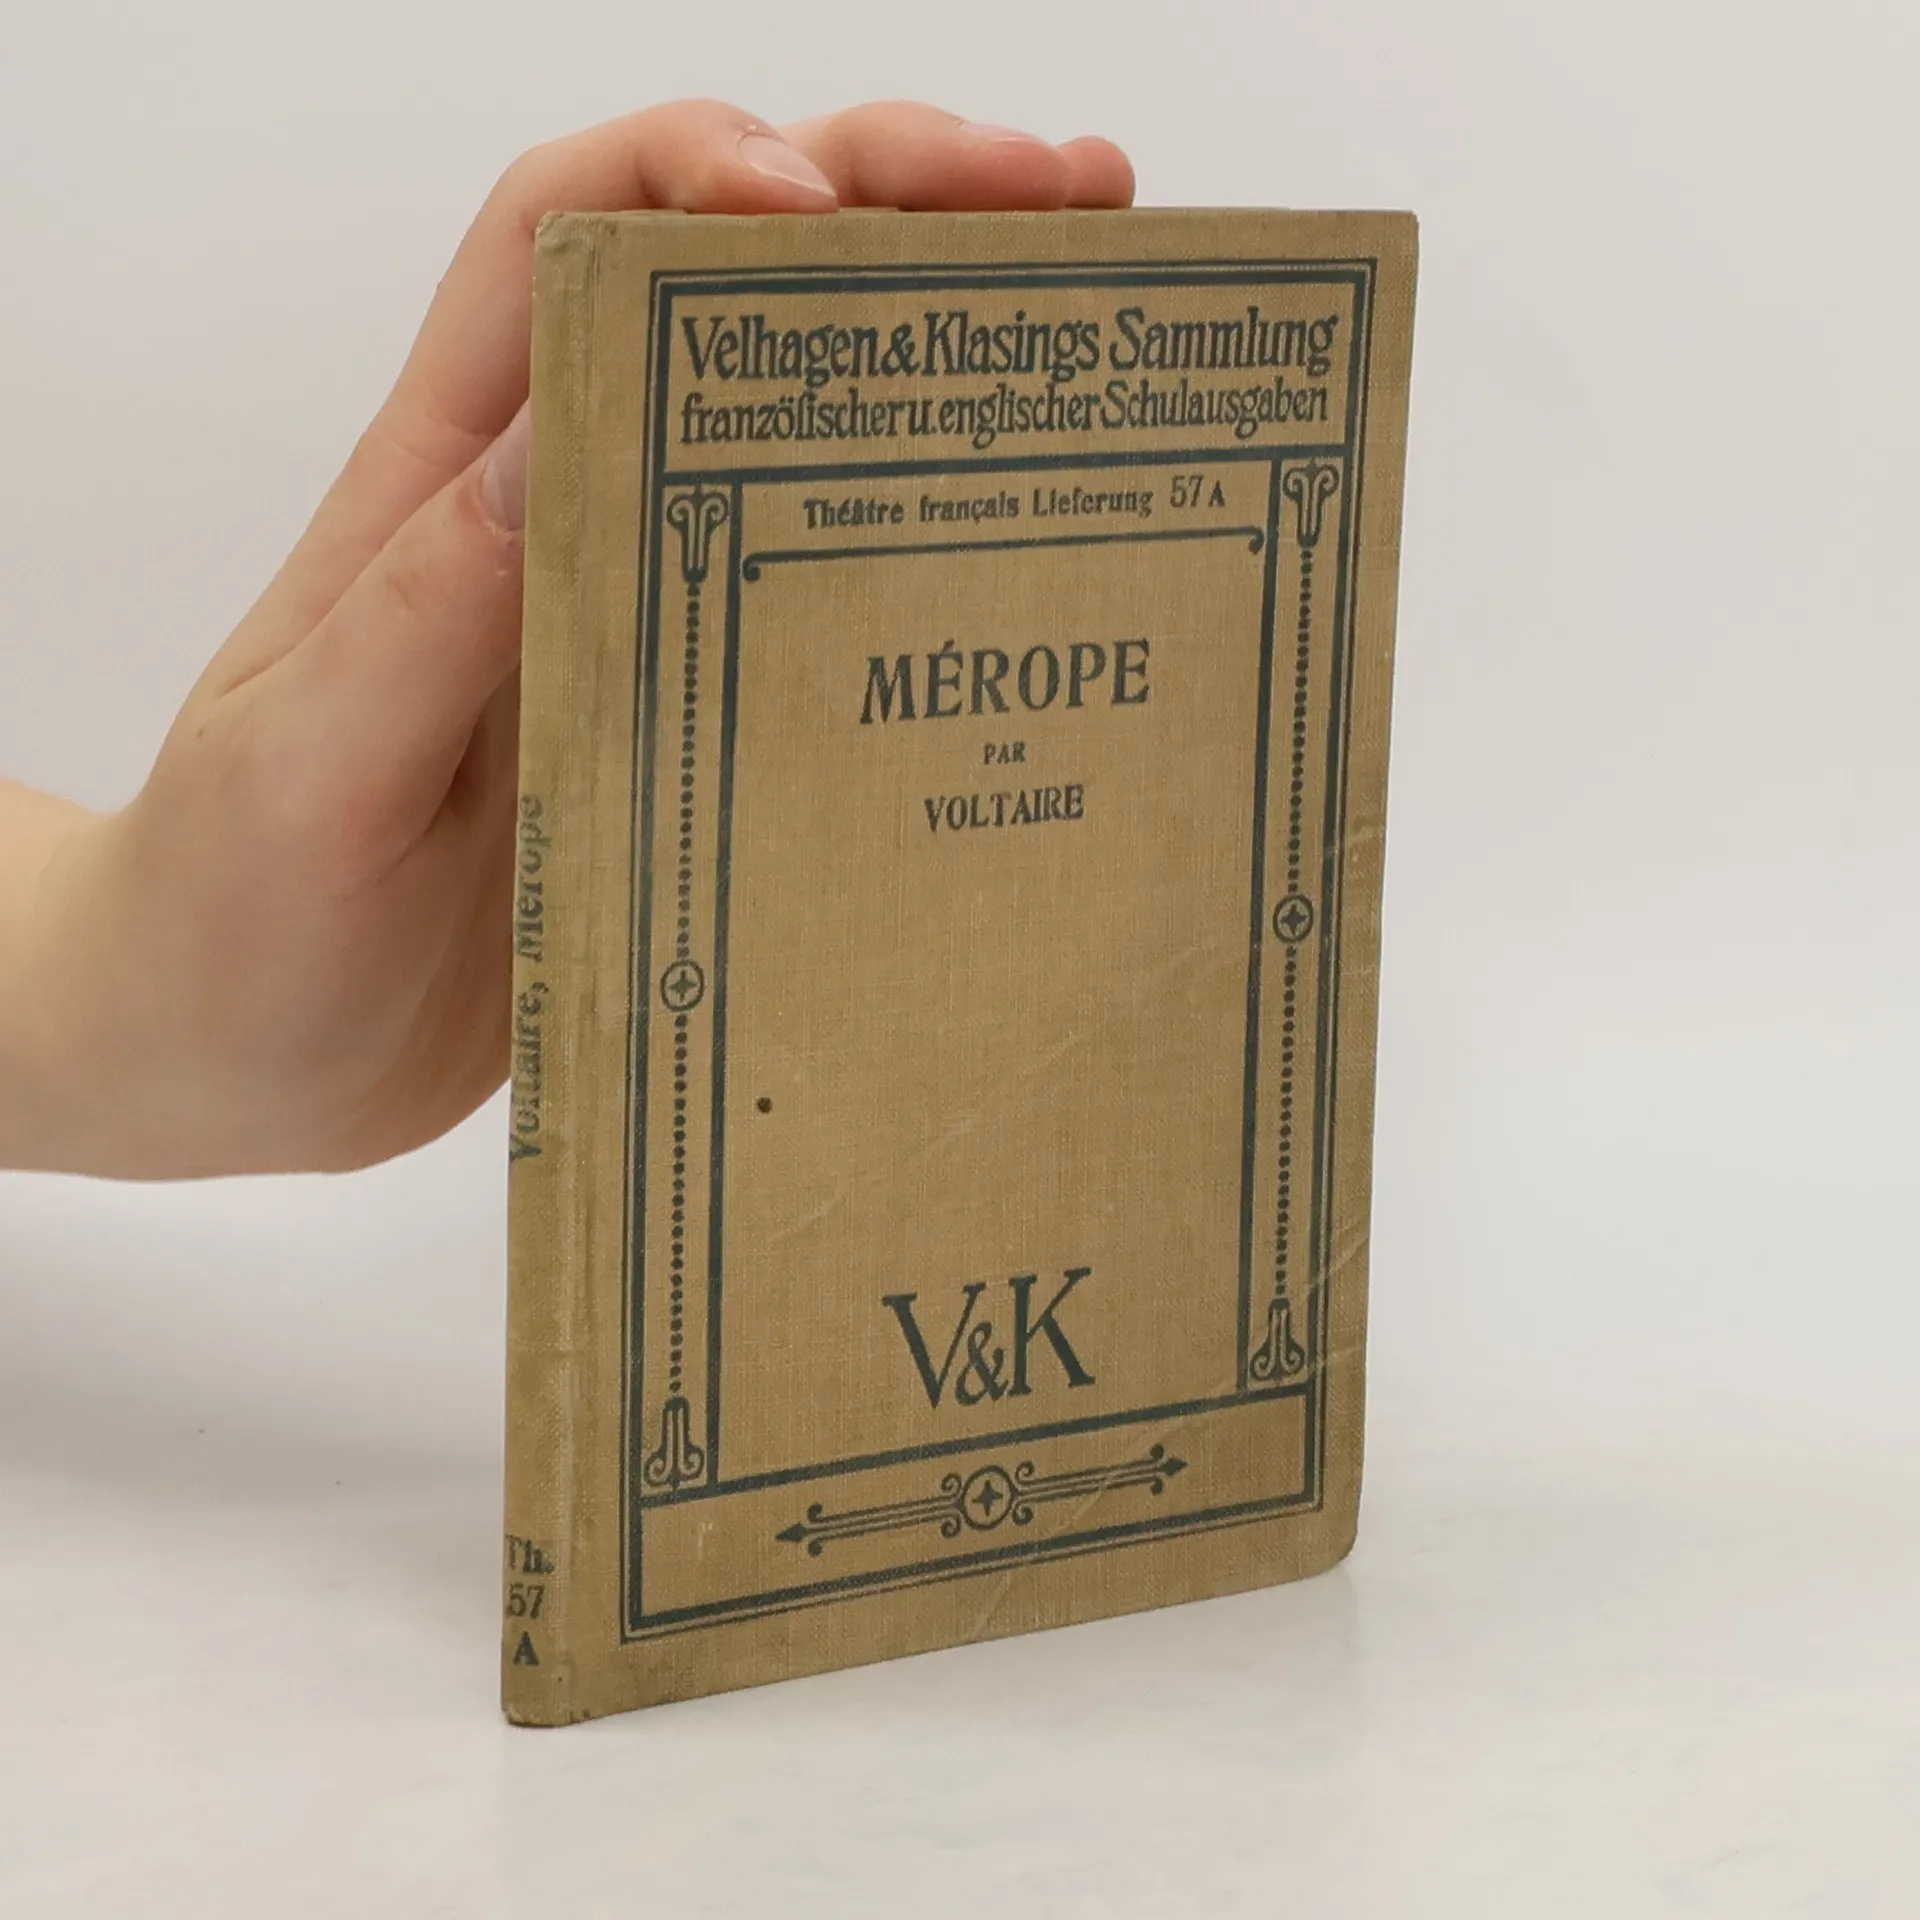 Velhagen & Klasings Sammlung
franzöſischer u. englischer Schulausgaben
Théâtre français Lieferung 57 A
MÉROPE
PAR
VOLTAIRE
V&K
Voltaire, Mérope
Th.
57
A